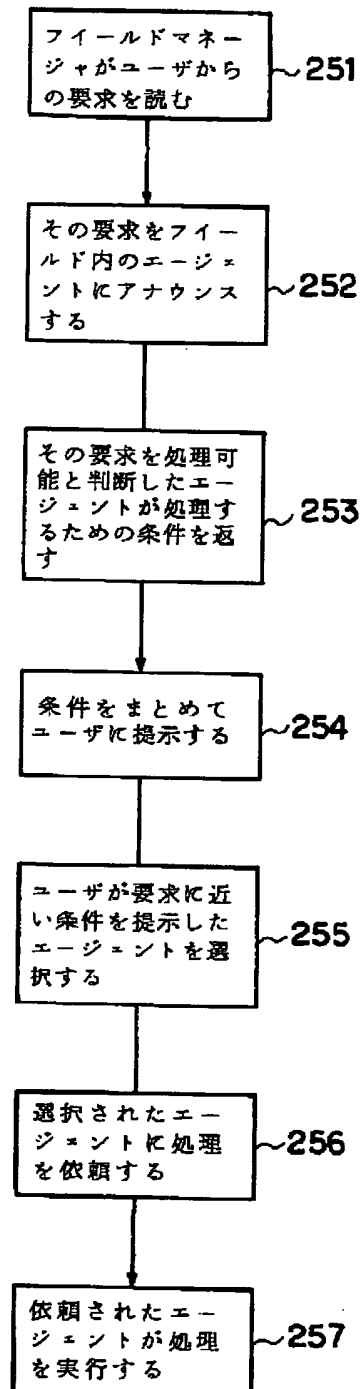 フイールドマネー
ジャがユーザから
の要求を読む
251
その要求をフイー
ルド内のエージェ
ントにアナウンス
する
252
その要求を処理可
能と判断したエー
ジェントが処理す
るための条件を返
す
253
条件をまとめて
ユーザに提示する
254
ユーザが要求に近
い条件を提示した
エージェントを選
択する
255
選択されたエー
ジェントに処理
を依頼する
256
依頼されたエー
ジェントが処理
を実行する
257